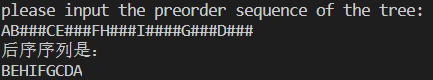 please input the preorder sequence of the tree:
AB###CE###FH###I####G###D###
后序序列是：
BEHIFGCDA